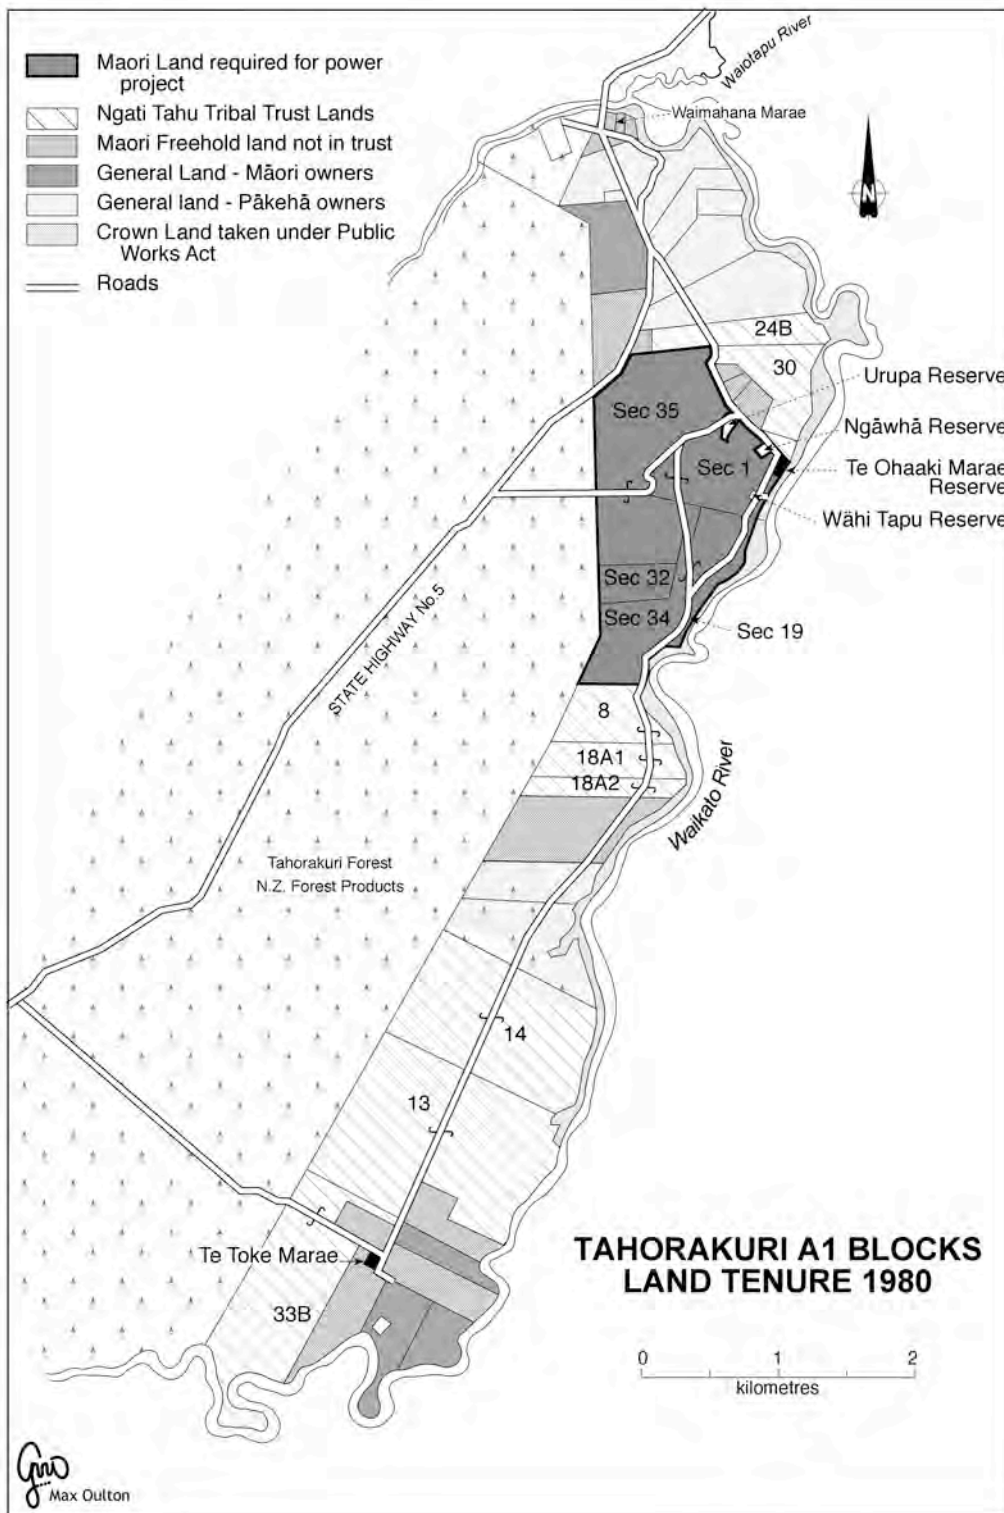 Maori Land required for power
project
Ngati Tahu Tribal Trust Lands
Maori Freehold land not in trust
General Land - Māori owners
General land - Pākehā owners
Crown Land taken under Public
Works Act
Roads
Waiotapu River
Waimahana Marae
N
24B
30
Urupa Reserve
Sec 35
Ngāwhā Reserve
Sec 1
Te Ohaaki Marae
Reserve
Wāhi Tapu Reserve
Sec 32
Sec 34
Sec 19
STATE HIGHWAY No.5
8
18A1
18A2
Waikato River
Tahorakuri Forest
N.Z. Forest Products
14
13
Te Toke Marae
33B
TAHORAKURI A1 BLOCKS
LAND TENURE 1980
0 1 2
kilometres
Max Oulton